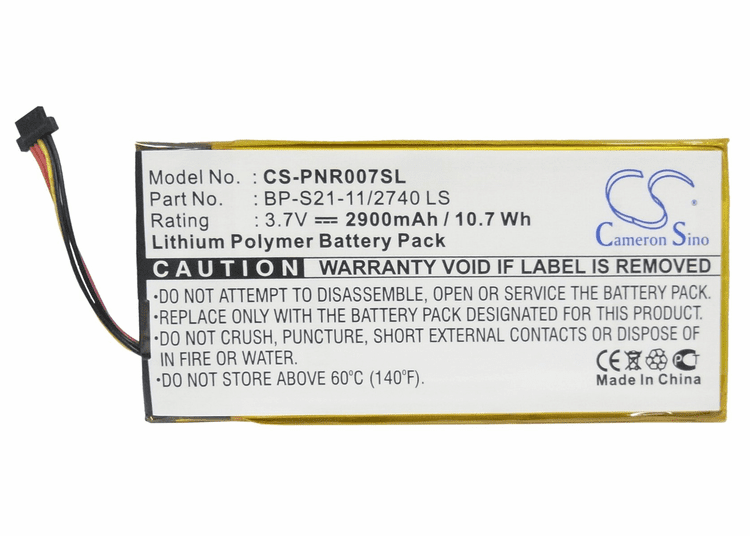 Model No. : CS-PNR007SL
Part No. : BP-S21-11/2740 LS
Rating : 3.7V 2900mAh / 10.7 Wh
Lithium Polymer Battery Pack
CS
Cameron Sino
CAUTION WARRANTY VOID IF LABEL IS REMOVED
•DO NOT ATTEMPT TO DISASSEMBLE, OPEN OR SERVICE THE BATTERY PACK.
•REPLACE WITH THE BATTERY PACK DESIGNATED FOR THIS PRODUCT ONLY.
•DO NOT CRUSH, PUNCTURE, SHORT EXTERNAL CONTACTS OR DISPOSE
IN FIRE OR WATER.
•DO NOT STORE ABOVE 60°C (140°F).
CE
MADE IN CHINA